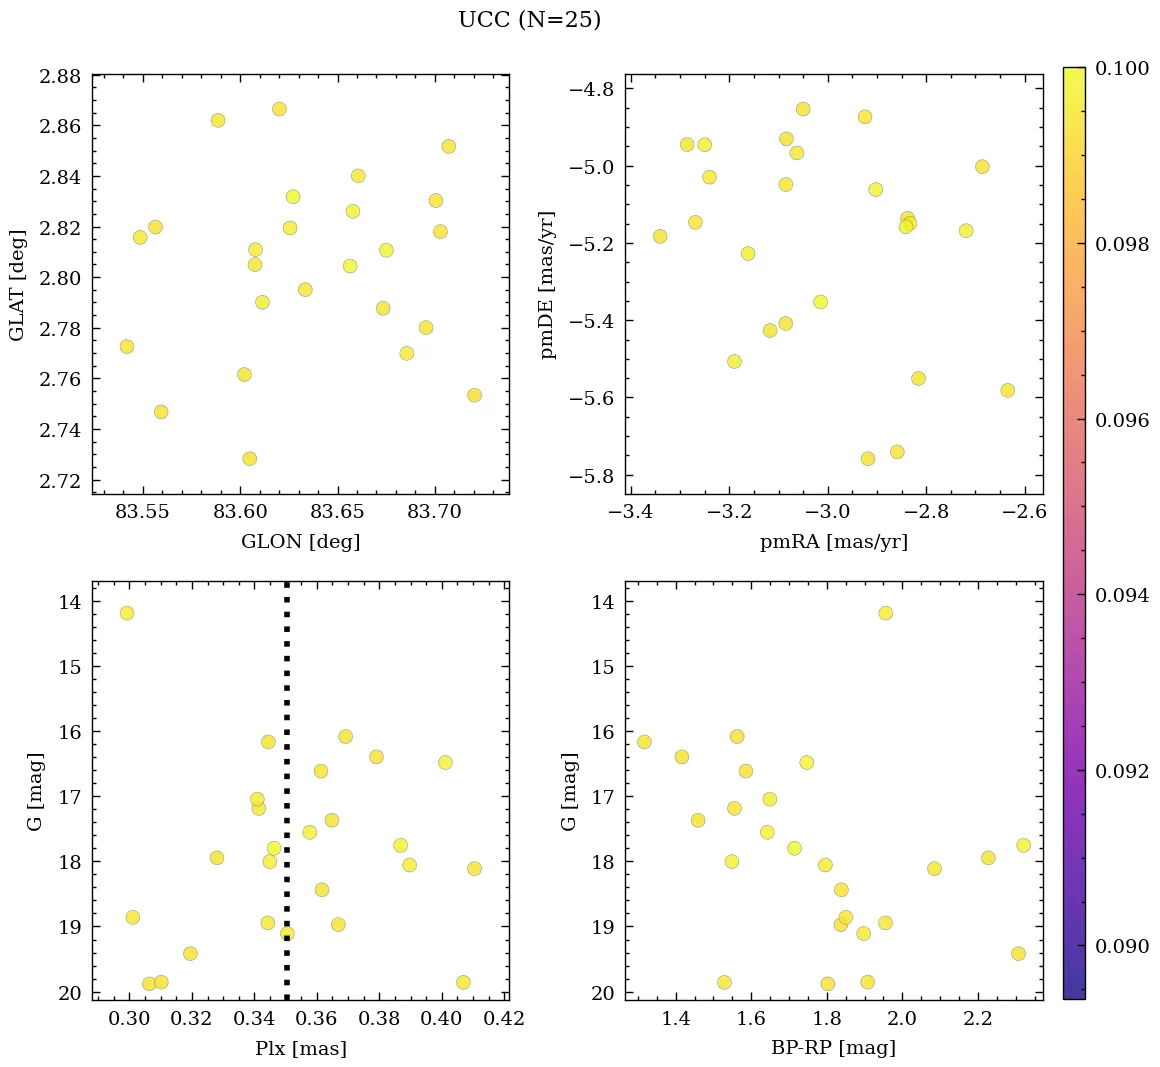 UCC (N=25)
2.88
2.86
2.84
2.82
2.80
2.78
2.76
2.74
2.72
GLAT [deg]
83.55 83.60 83.65 83.70
GLON [deg]
−4.8
−5.0
−5.2
−5.4
−5.6
−5.8
pmDE [mas/yr]
−3.4 −3.2 −3.0 −2.8 −2.6
pmRA [mas/yr]
14
15
16
17
18
19
20
G [mag]
0.30 0.32 0.34 0.36 0.38 0.40 0.42
Plx [mas]
14
15
16
17
18
19
20
G [mag]
1.4 1.6 1.8 2.0 2.2
BP-RP [mag]
0.100
0.098
0.096
0.094
0.092
0.090